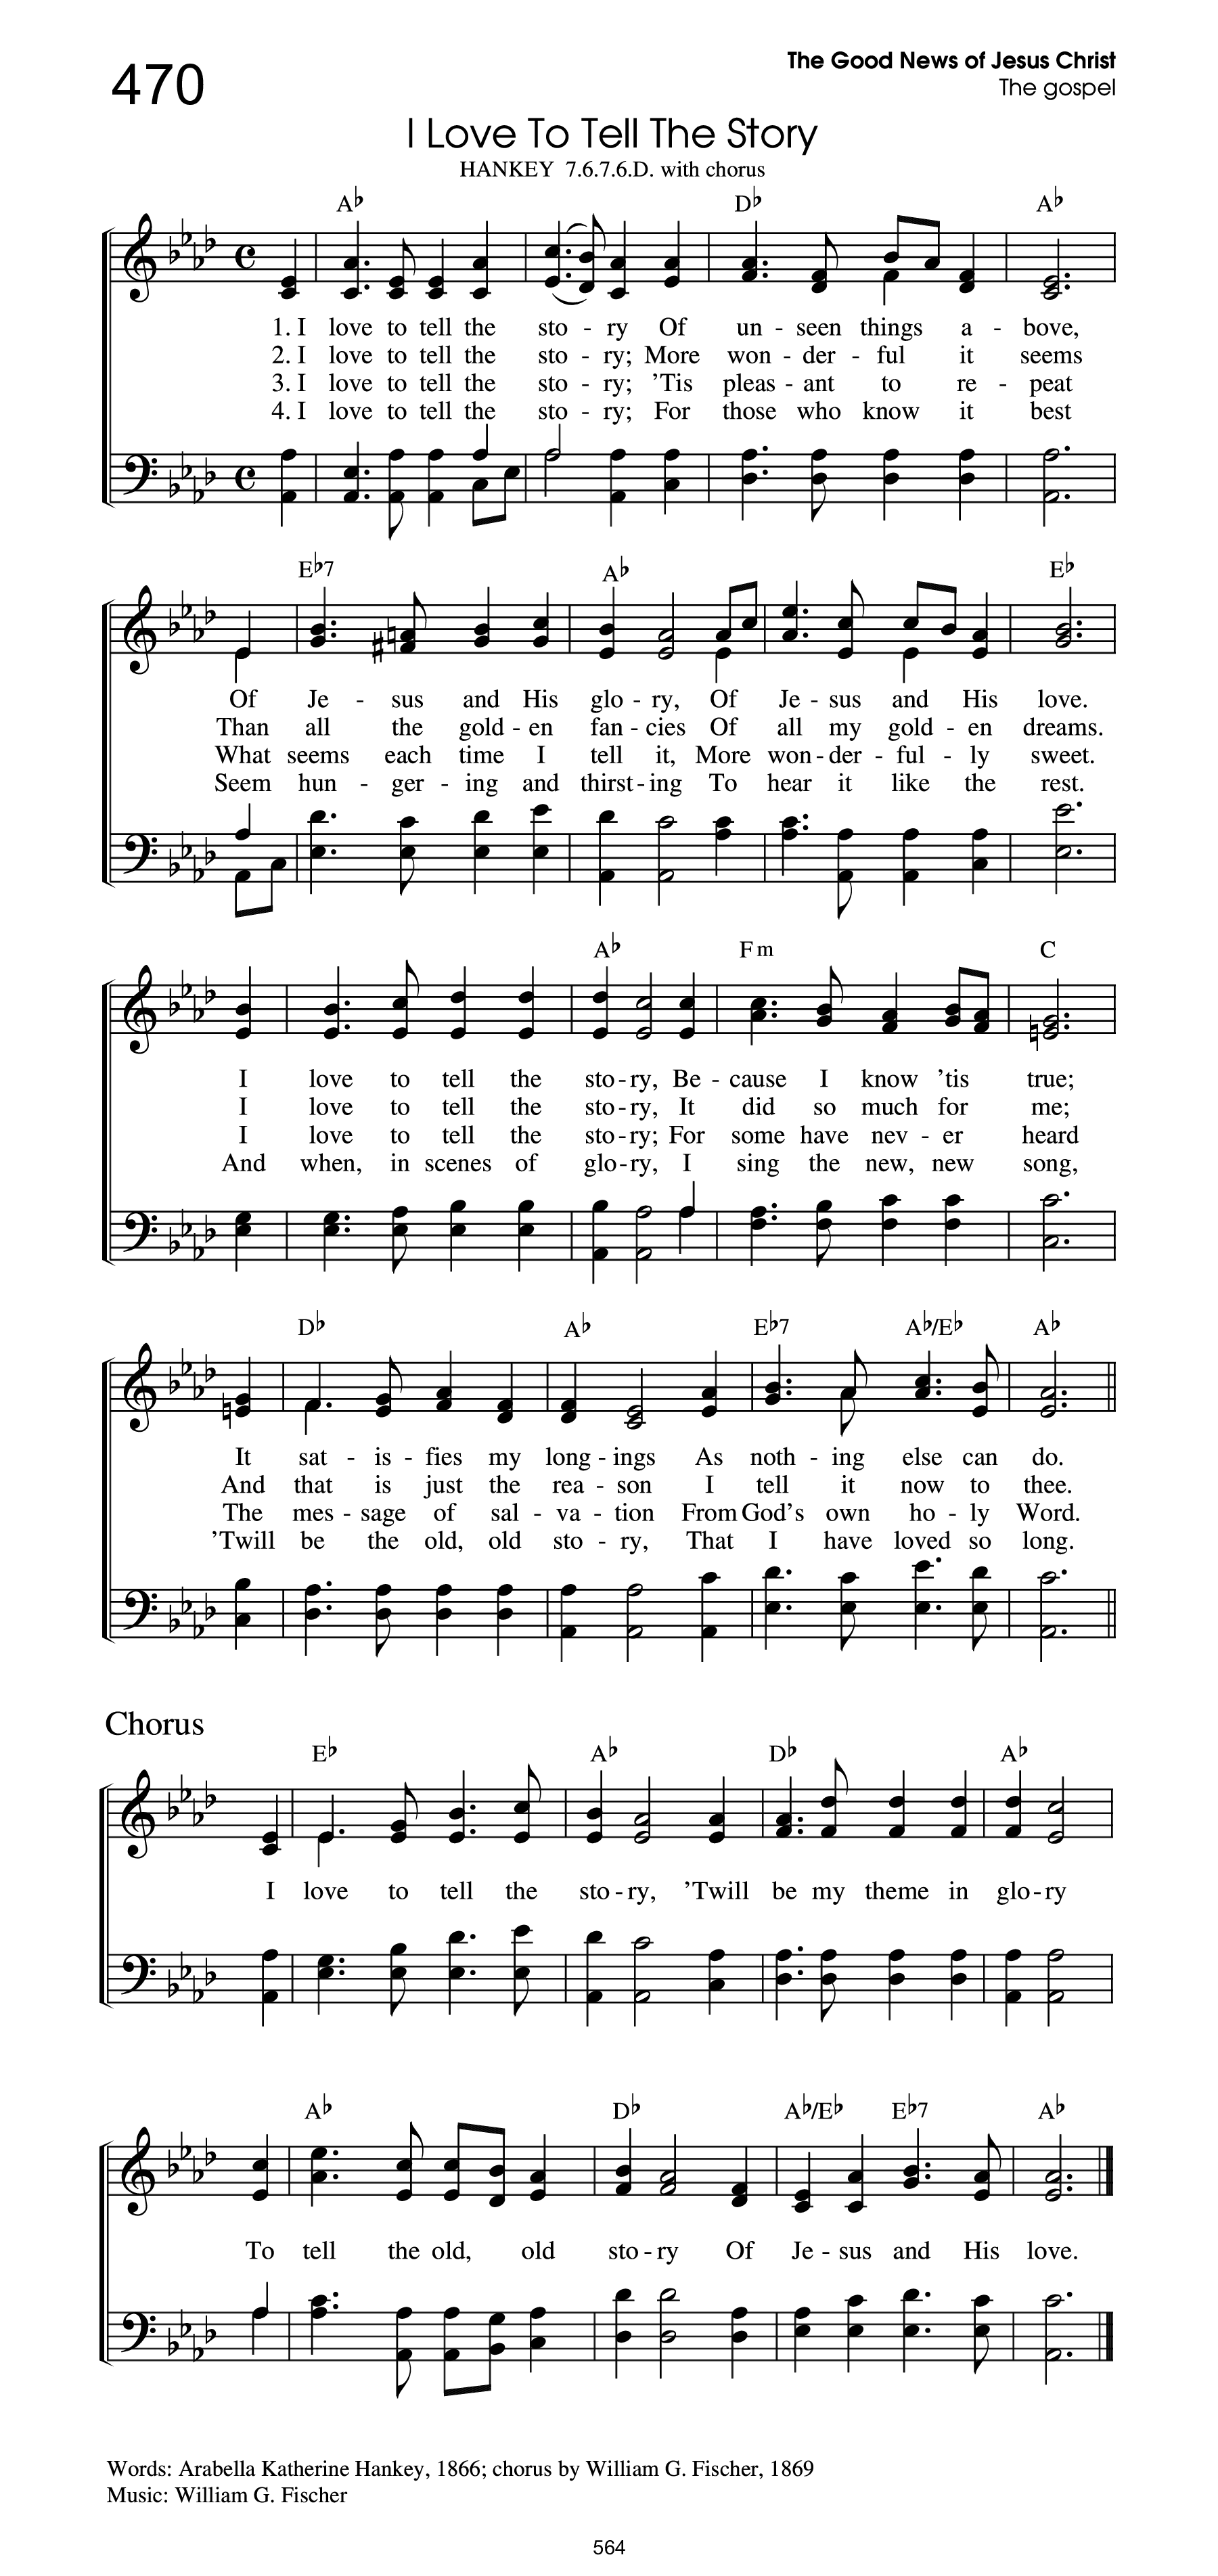 The Good News of Jesus Christ
470
The gospel
I Love To Tell The Story
HANKEY 7.6.7.6.D. with chorus
A♭ D♭ A♭
1. I love to tell the sto - ry Of un - seen things a - bove,
2. I love to tell the sto - ry; More won - der - ful it seems
3. I love to tell the sto - ry; ’Tis pleas - ant to re - peat
4. I love to tell the sto - ry; For those who know it best
E♭7 A♭ E♭
Of Je - sus and His glo - ry, Of Je - sus and His love.
Than all the gold - en fan - cies Of all my gold - en dreams.
What seems each time I tell it, More won - der - ful - ly sweet.
Seem hun - ger - ing and thirst - ing To hear it like the rest.
A♭ Fm C
I love to tell the sto - ry, Be - cause I know ’tis true;
I love to tell the sto - ry, It did so much for me;
I love to tell the sto - ry; For some have nev - er heard
And when, in scenes of glo - ry, I sing the new, new song,
D♭ A♭ E♭7 A♭/E♭ A♭
It sat - is - fies my long - ings As noth - ing else can do.
And that is just the rea - son I tell it now to thee.
The mes - sage of sal - va - tion From God’s own ho - ly Word.
’Twill be the old, old sto - ry, That I have loved so long.
Chorus
E♭ A♭ D♭ A♭
I love to tell the sto - ry, ’Twill be my theme in glo - ry
A♭ D♭ A♭/E♭ E♭7 A♭
To tell the old, old sto - ry Of Je - sus and His love.
Words: Arabella Katherine Hankey, 1866; chorus by William G. Fischer, 1869
Music: William G. Fischer
564